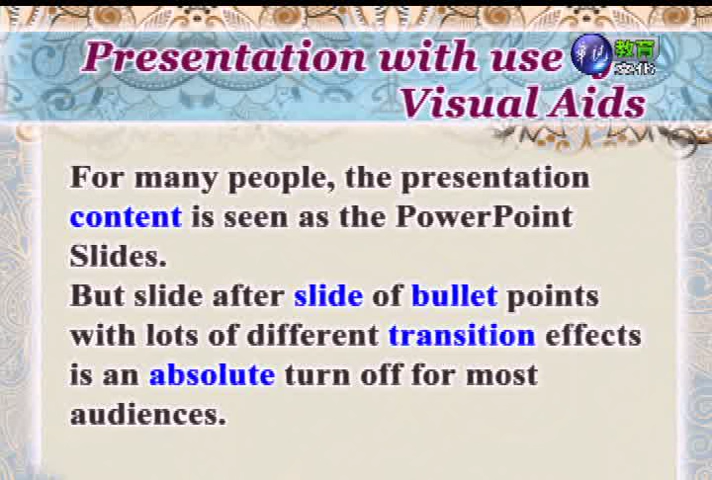 Presentation with use
Visual Aids
教育
文化
For many people, the presentation
content is seen as the PowerPoint
Slides.
But slide after slide of bullet points
with lots of different transition effects
is an absolute turn off for most
audiences.